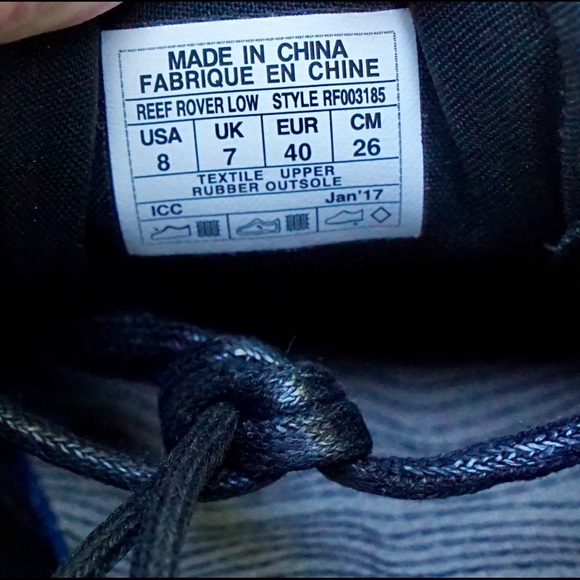 MADE IN CHINA
FABRIQUE EN CHINE
REEF ROVER LOW STYLE RF003185
USA UK EUR CM
8 7 40 26
TEXTILE UPPER
RUBBER OUTSOLE
ICC Jan'17